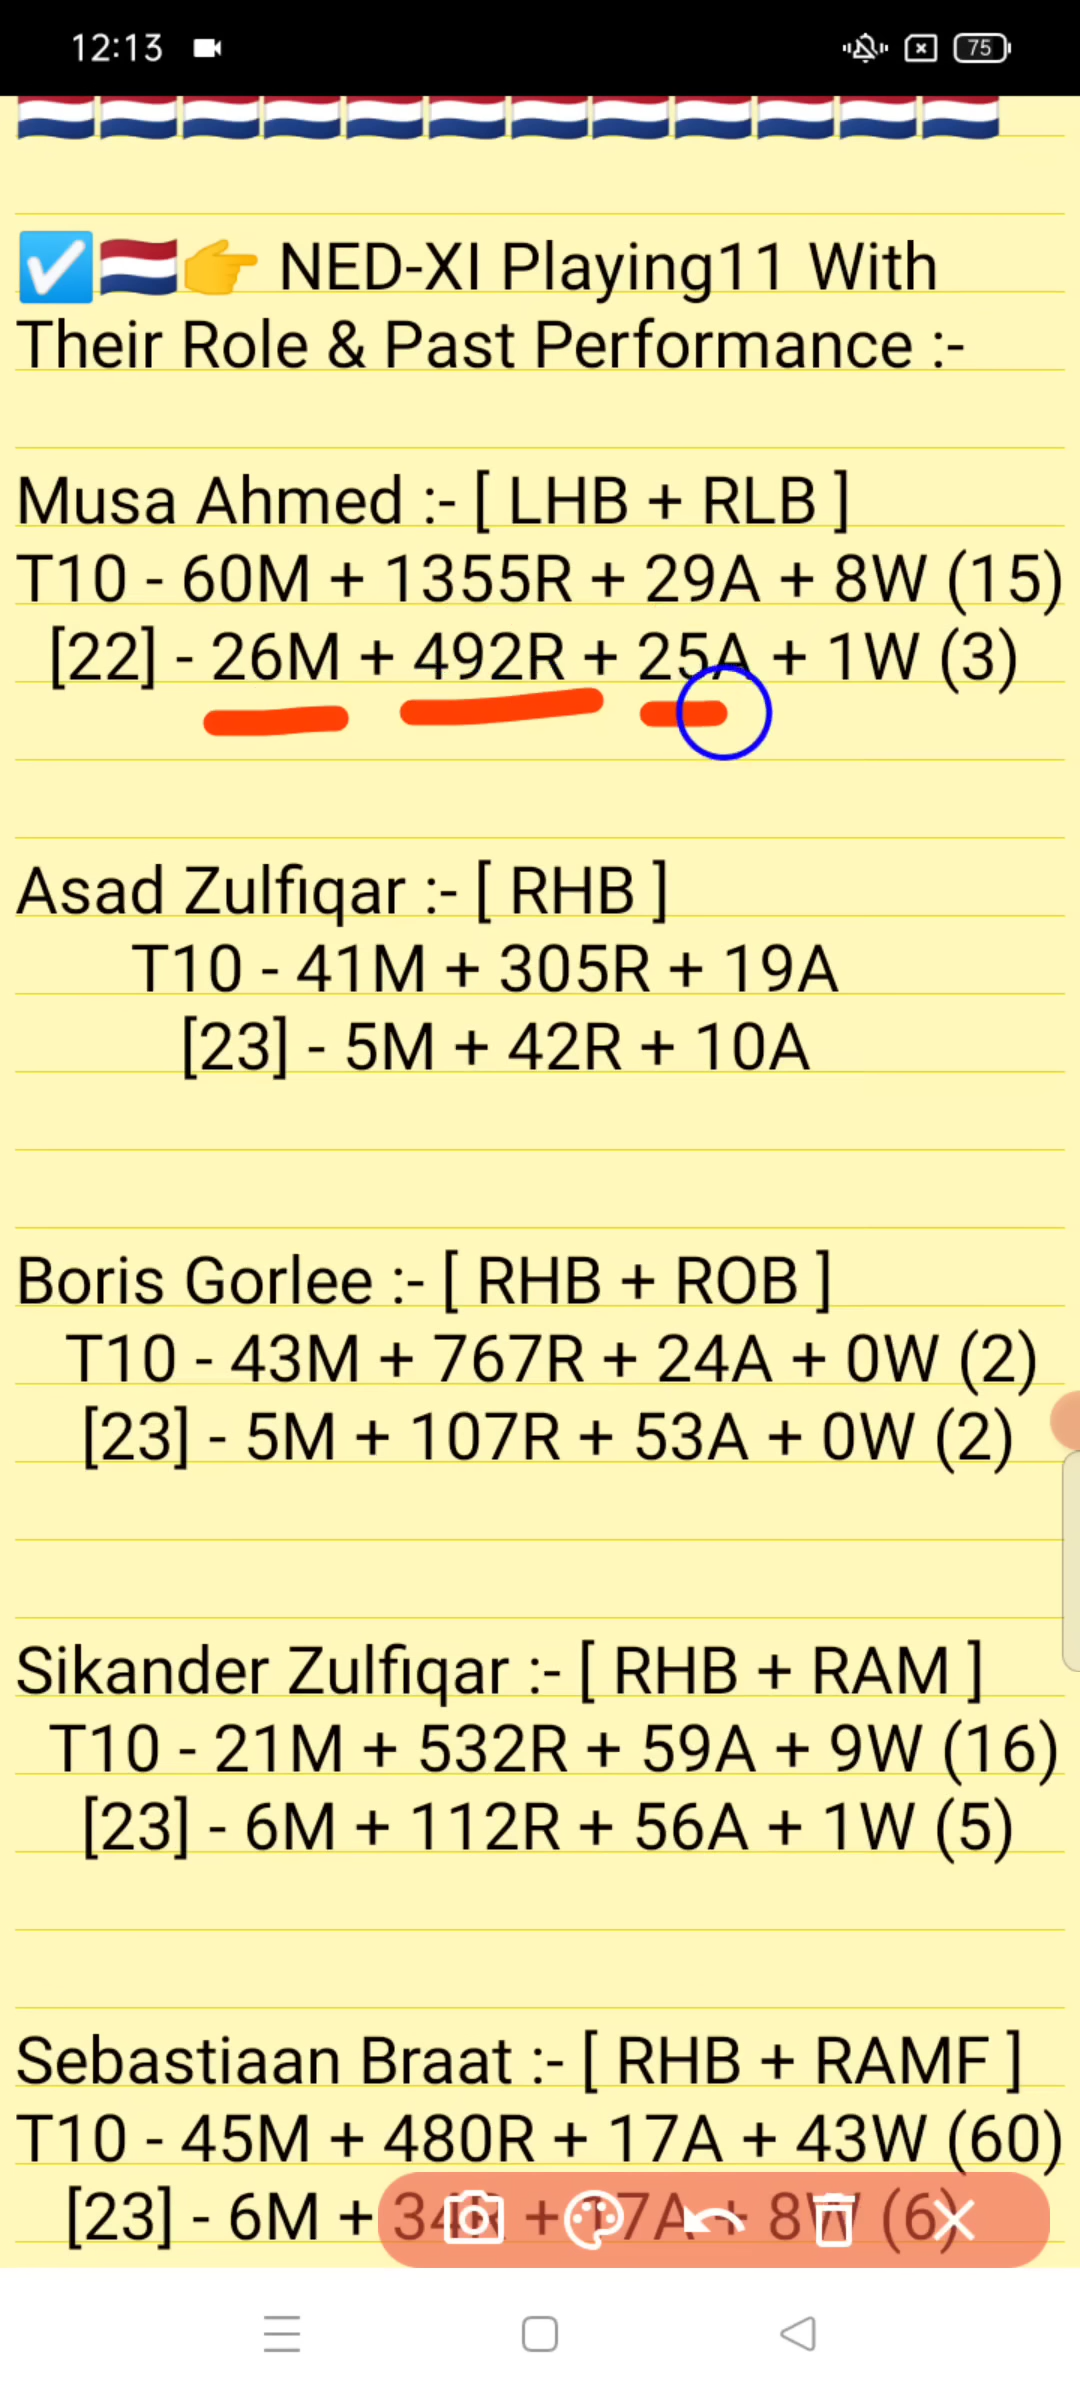 12:13
75
NED-XI Playing11 With
Their Role & Past Performance :-
Musa Ahmed :- [ LHB + RLB ]
T10 - 60M + 1355R + 29A + 8W (15)
[22] - 26M + 492R + 25A + 1W (3)
Asad Zulfiqar :- [ RHB ]
T10 - 41M + 305R + 19A
[23] - 5M + 42R + 10A
Boris Gorlee :- [ RHB + ROB ]
T10 - 43M + 767R + 24A + 0W (2)
[23] - 5M + 107R + 53A + 0W (2)
Sikander Zulfiqar :- [ RHB + RAM ]
T10 - 21M + 532R + 59A + 9W (16)
[23] - 6M + 112R + 56A + 1W (5)
Sebastiaan Braat :- [ RHB + RAMF ]
T10 - 45M + 480R + 17A + 43W (60)
[23] - 6M + 34R + 17A + 8W (6)